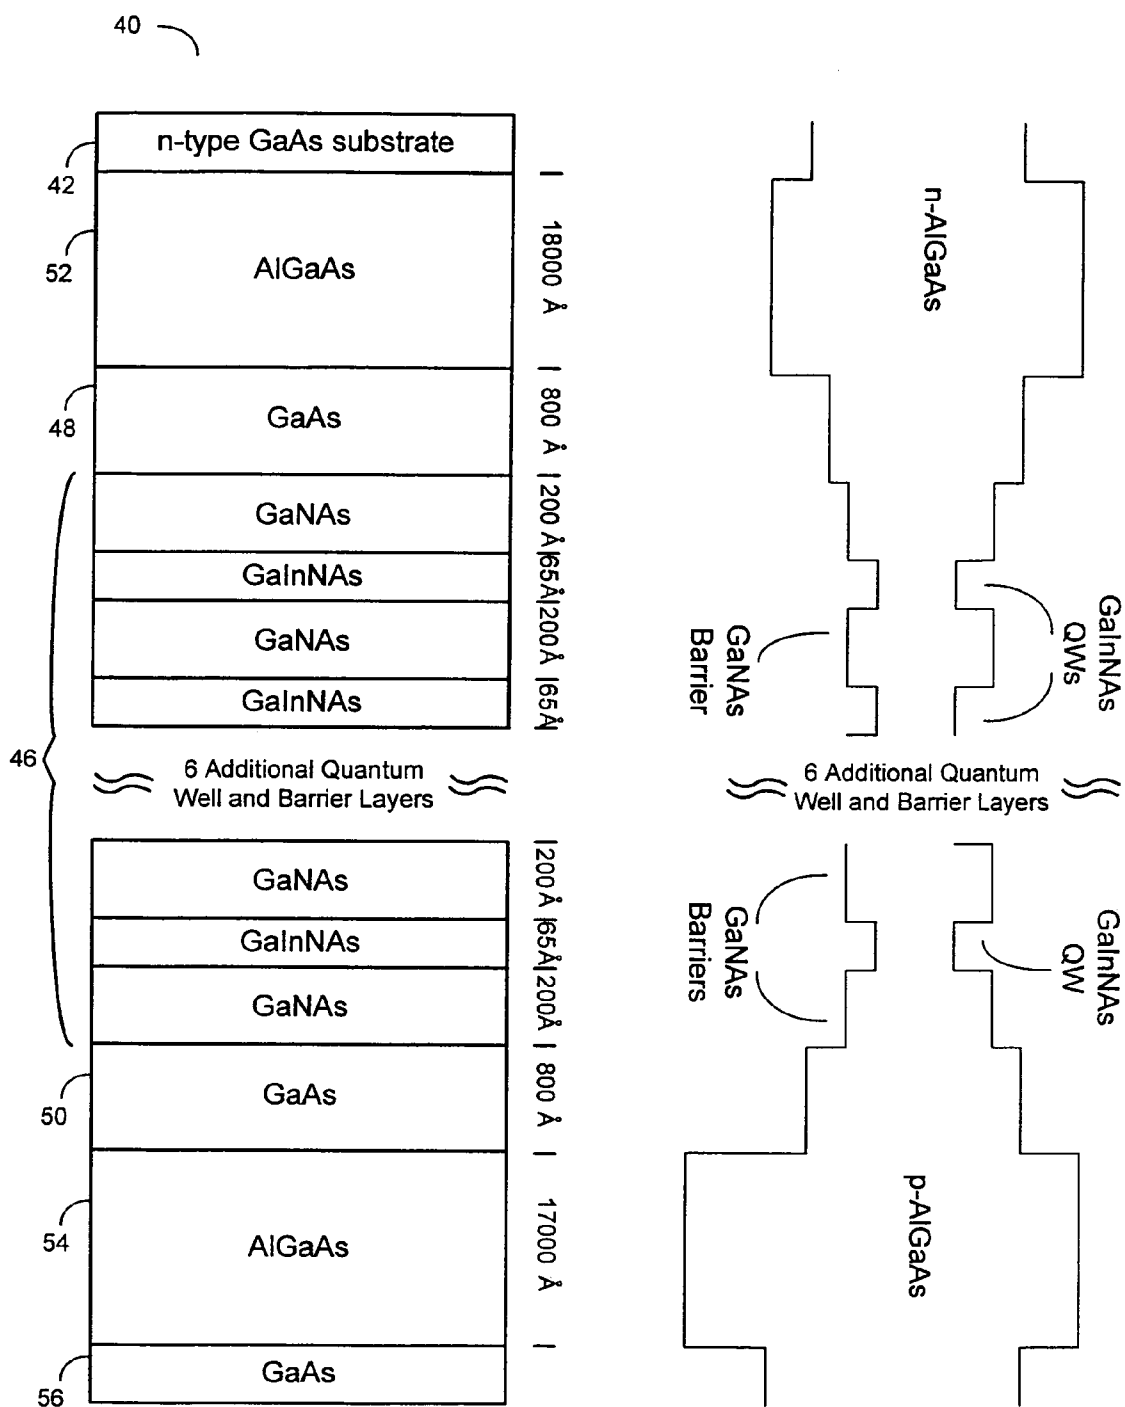 40
n-type GaAs substrate
42
52
AlGaAs
18000 Å
48
GaAs
800 Å
GaNAs
200 Å
GaInNAs
65Å
GaNAs
200Å
GaInNAs
65Å
46
6 Additional Quantum
Well and Barrier Layers
GaNAs
200Å
GaInNAs
65Å
GaNAs
200Å
50
GaAs
800 Å
54
AlGaAs
17000 Å
56
GaAs
n-AlGaAs
GaInNAs
QWs
GaNAs
Barrier
6 Additional Quantum
Well and Barrier Layers
GaNAs
Barriers
GaInNAs
QW
p-AlGaAs